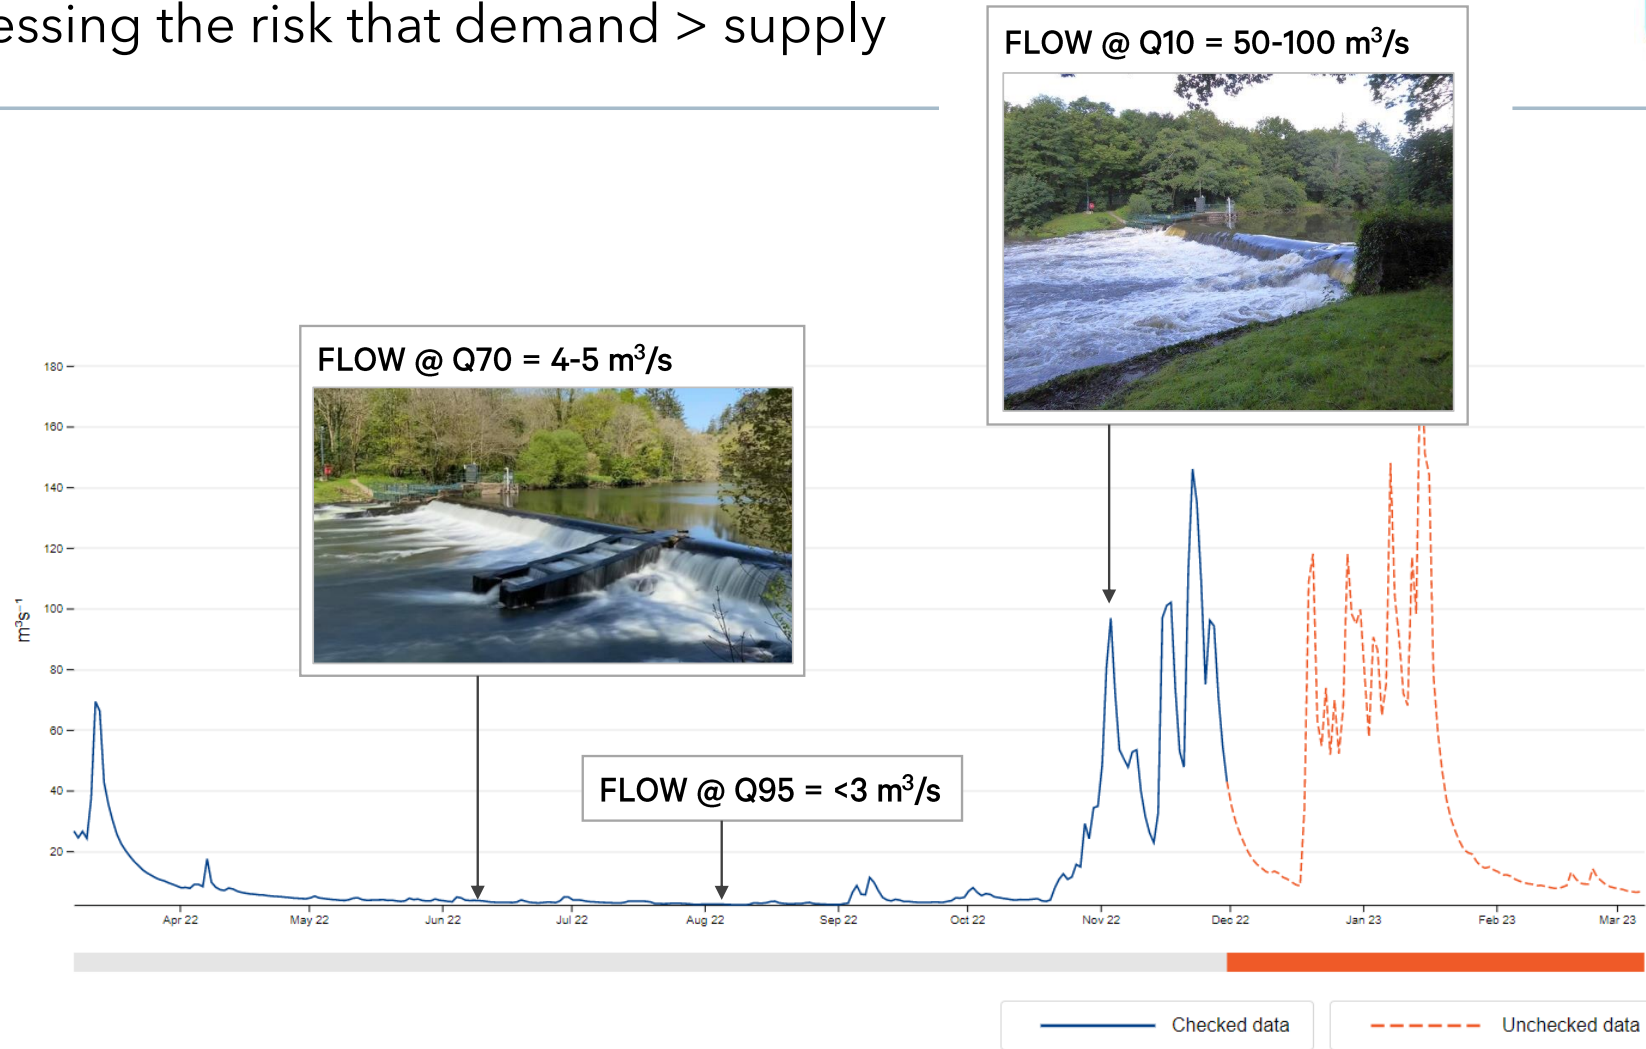 essing the risk that demand > supply
FLOW @ Q10 = 50-100 m³/s
FLOW @ Q70 = 4-5 m³/s
FLOW @ Q95 = <3 m³/s
m³s⁻¹
180
160
140
120
100
80
60
40
20
Apr 22 May 22 Jun 22 Jul 22 Aug 22 Sep 22 Oct 22 Nov 22 Dec 22 Jan 23 Feb 23 Mar 23
Checked data Unchecked data